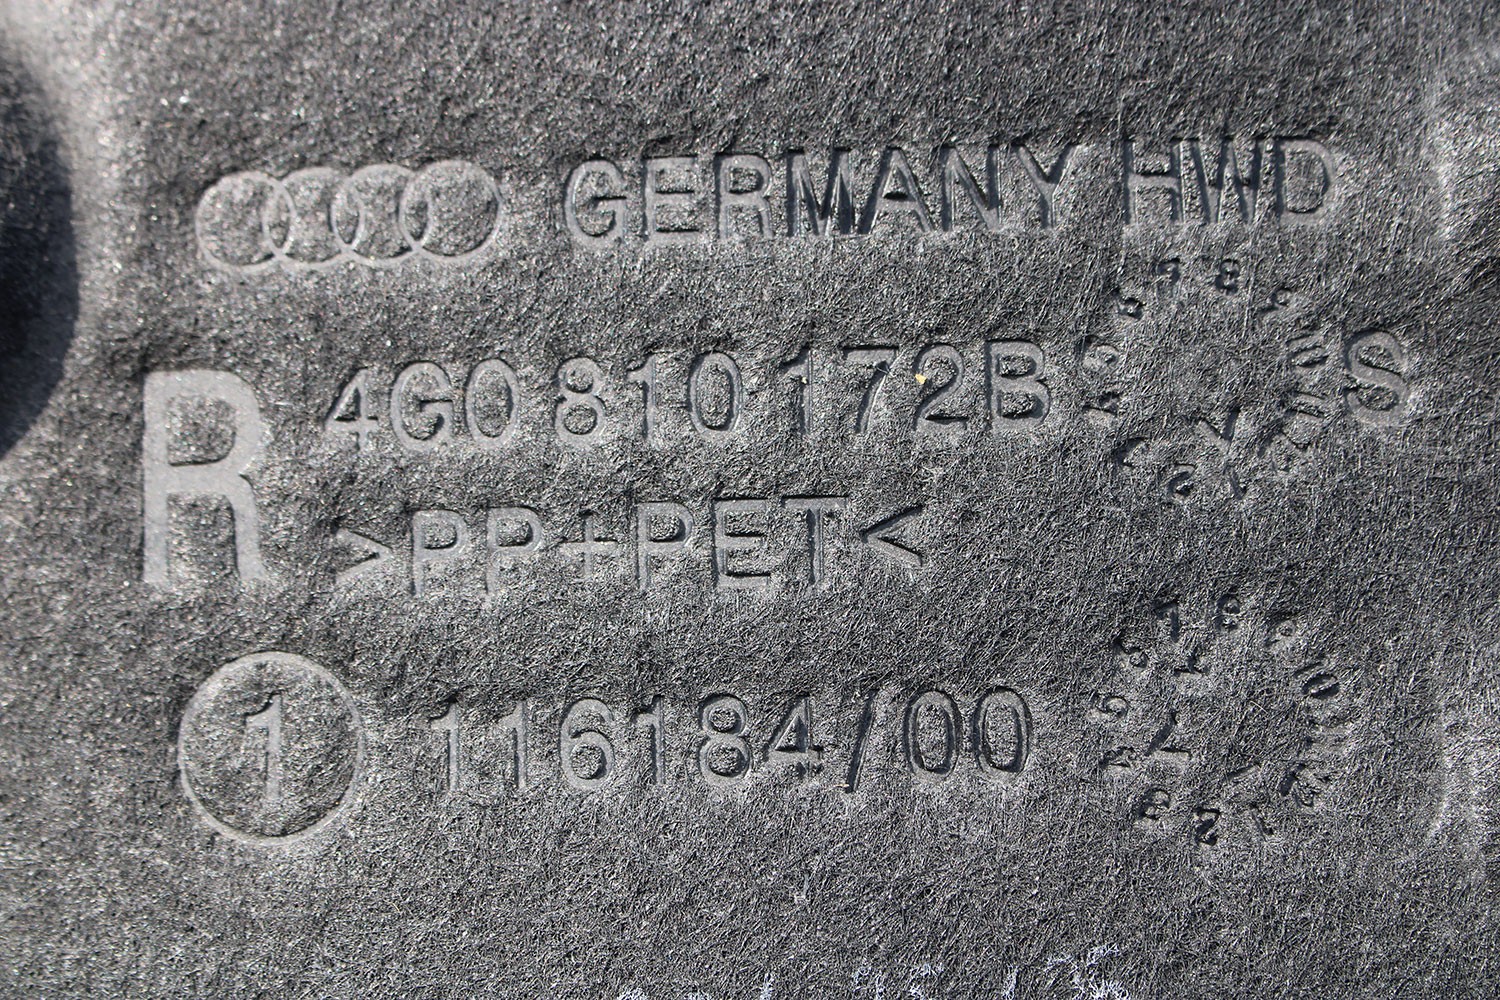 GERMANY HWD
R 4G0 810 172B S
>PP+PET<
1 116184/00